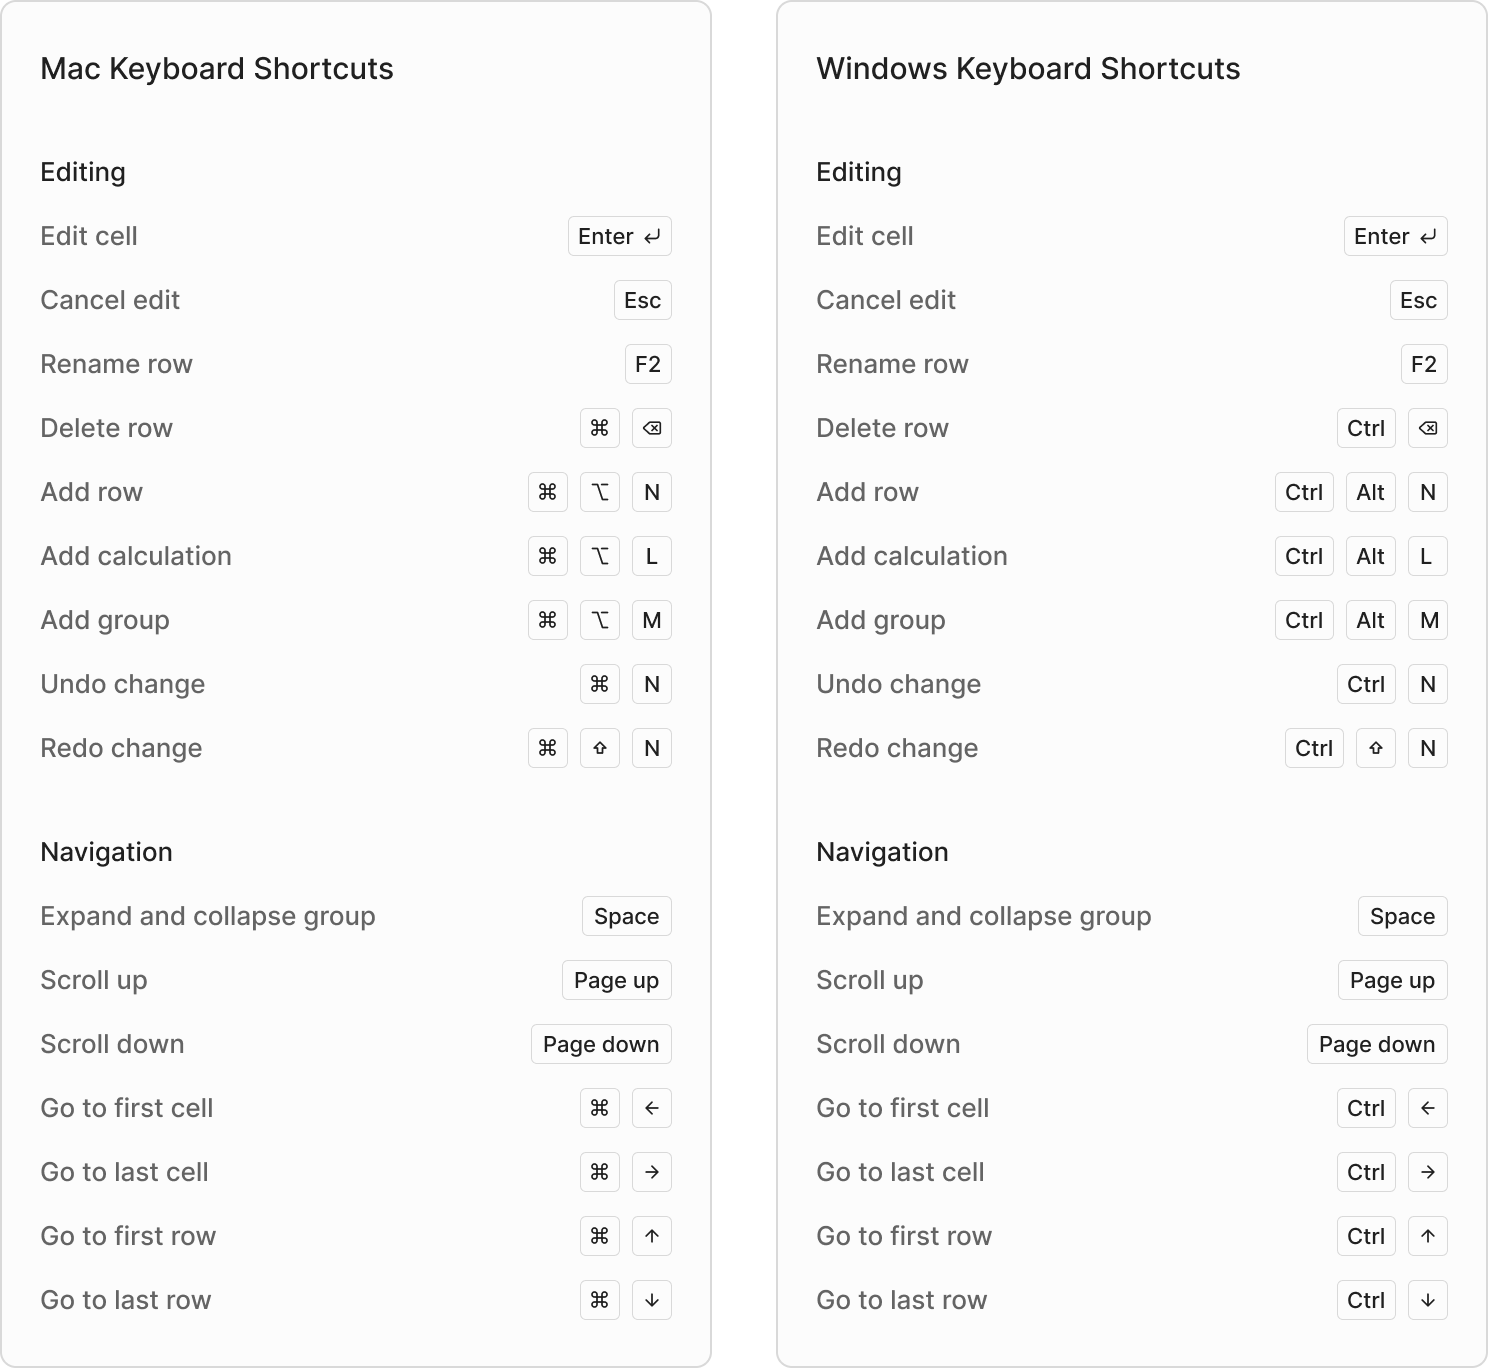 Mac Keyboard Shortcuts
Editing
Edit cell Enter ↵
Cancel edit Esc
Rename row F2
Delete row ⌘ ⌫
Add row ⌘ ⌥ N
Add calculation ⌘ ⌥ L
Add group ⌘ ⌥ M
Undo change ⌘ N
Redo change ⌘ ⇧ N
Navigation
Expand and collapse group Space
Scroll up Page up
Scroll down Page down
Go to first cell ⌘ ←
Go to last cell ⌘ →
Go to first row ⌘ ↑
Go to last row ⌘ ↓
Windows Keyboard Shortcuts
Editing
Edit cell Enter ↵
Cancel edit Esc
Rename row F2
Delete row Ctrl ⌫
Add row Ctrl Alt N
Add calculation Ctrl Alt L
Add group Ctrl Alt M
Undo change Ctrl N
Redo change Ctrl ⇧ N
Navigation
Expand and collapse group Space
Scroll up Page up
Scroll down Page down
Go to first cell Ctrl ←
Go to last cell Ctrl →
Go to first row Ctrl ↑
Go to last row Ctrl ↓